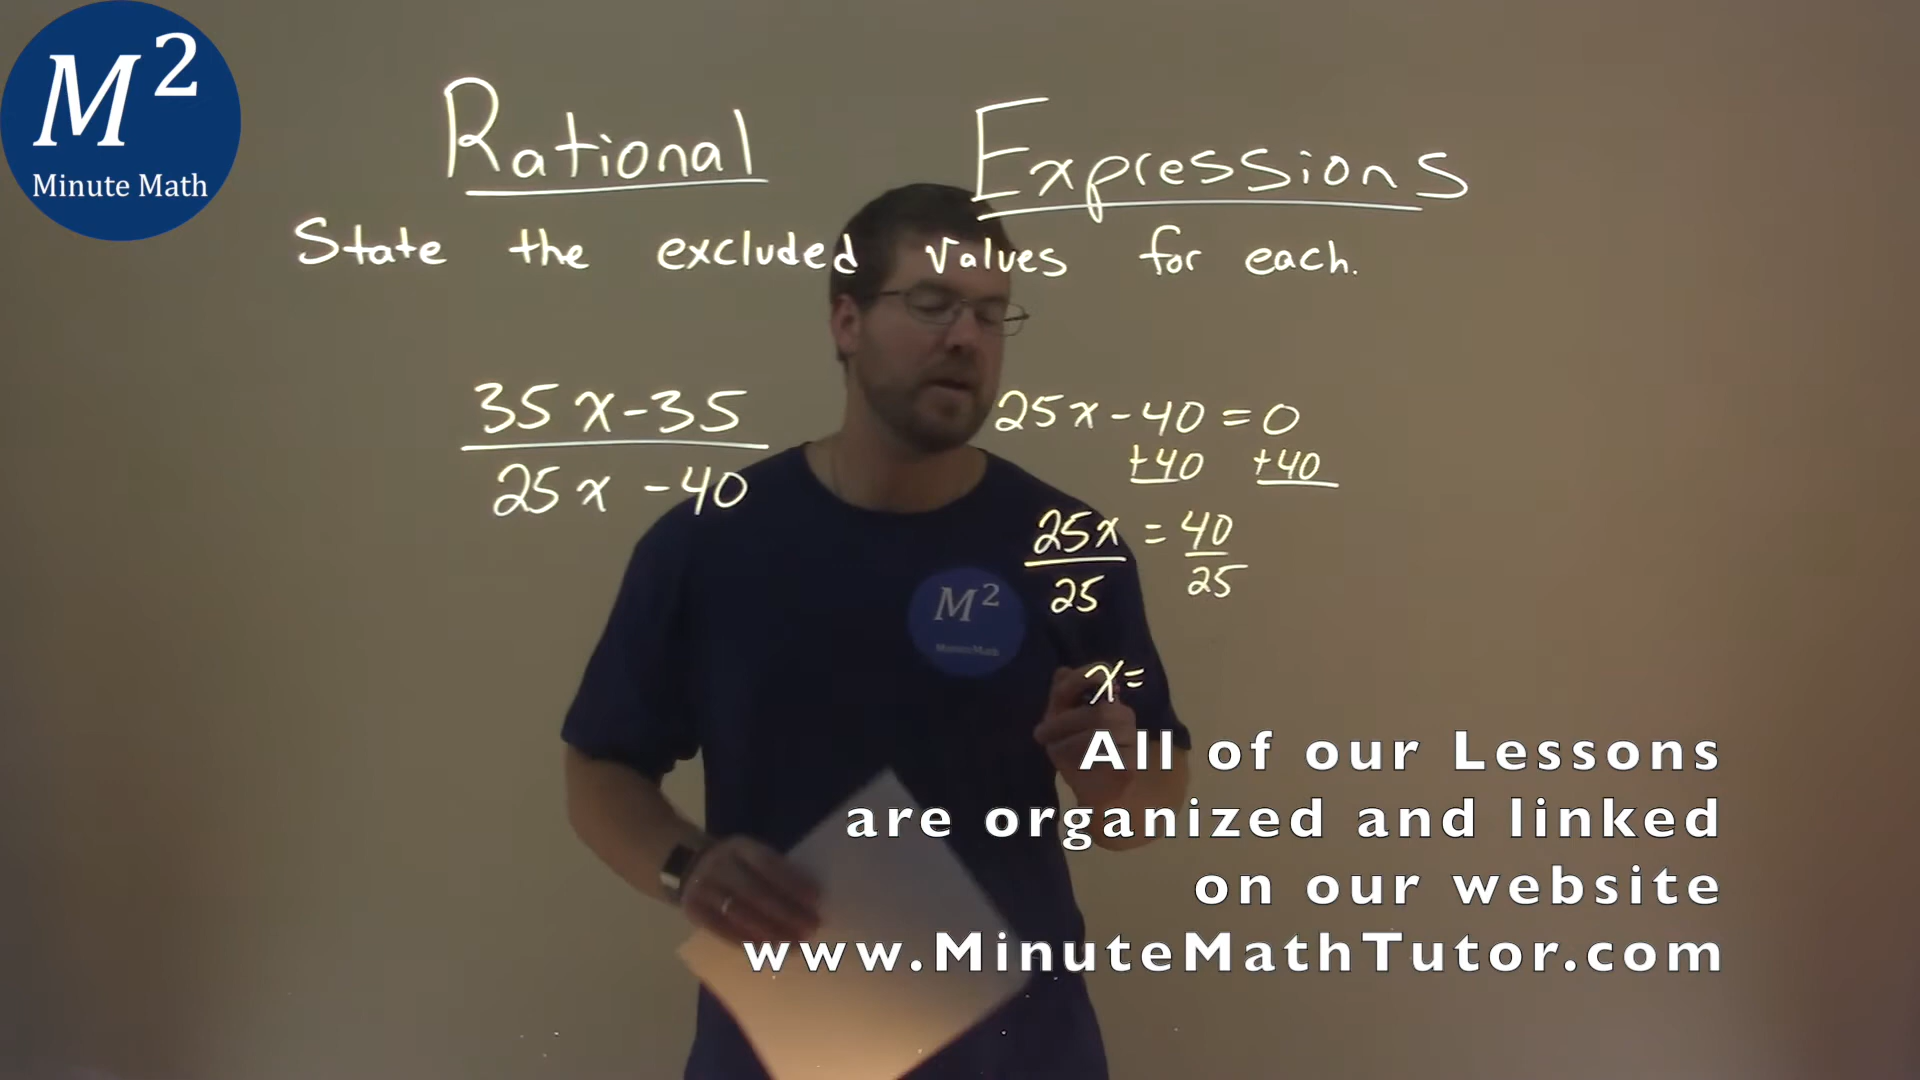 M²
Minute Math
Rational Expressions
State the excluded values for each.
35x-35
25x-40
25x-40=0
+40 +40
25x = 40
25 25
x=
M²
MinuteMath
All of our Lessons
are organized and linked
on our website
www.MinuteMathTutor.com